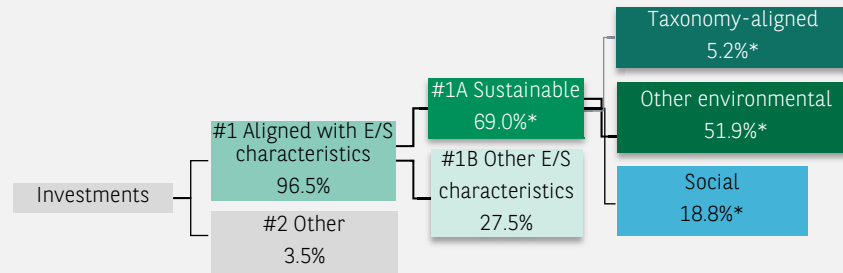 Investments
#1 Aligned with E/S
characteristics
96.5%
#2 Other
3.5%
#1A Sustainable
69.0%*
#1B Other E/S
characteristics
27.5%
Taxonomy-aligned
5.2%*
Other environmental
51.9%*
Social
18.8%*